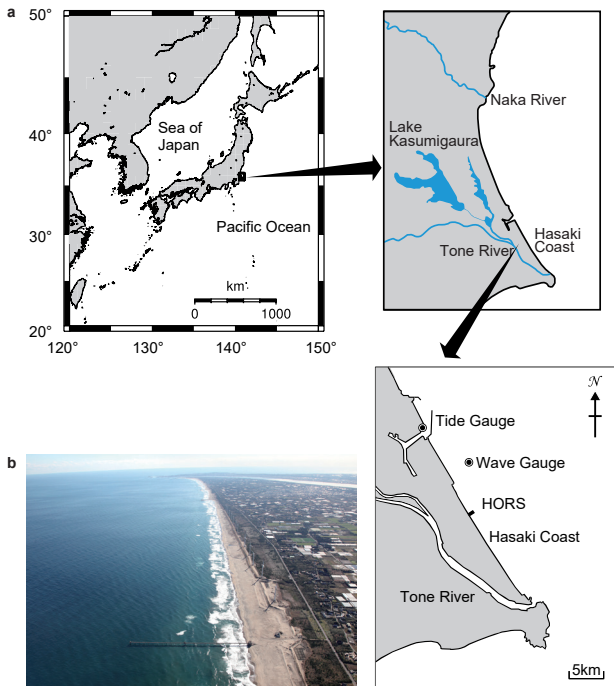 a
50°
40°
30°
20°
120°
130°
140°
150°
Sea of
Japan
Pacific Ocean
km
0
1000
Naka River
Lake
Kasumigaura
Hasaki
Coast
Tone River
N
Tide Gauge
Wave Gauge
HORS
Hasaki Coast
Tone River
5km
b